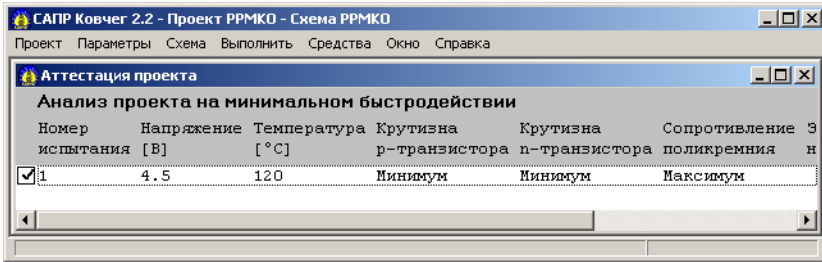 САПР Ковчег 2.2 - Проект РРМКО - Схема РРМКО
Проект Параметры Схема Выполнить Средства Окно Справка
Аттестация проекта
Анализ проекта на минимальном быстродействии
Номер Напряжение Температура Крутизна Крутизна Сопротивление Э
испытания [В] [°C] p-транзистора n-транзистора поликремния н
1 4.5 120 Минимум Минимум Максимум